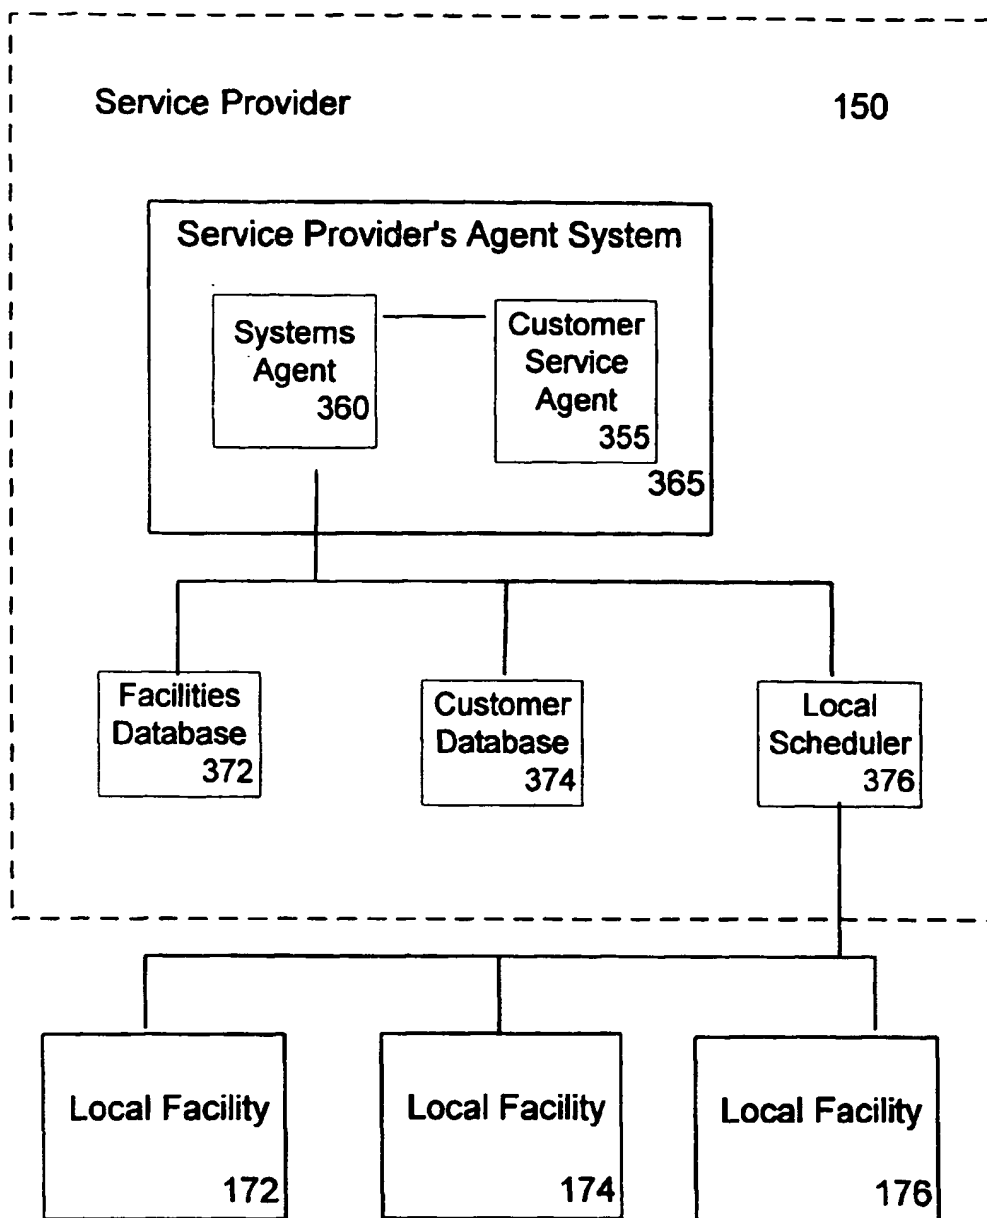 Service Provider 150
Service Provider's Agent System
Systems
Agent
360
Customer
Service
Agent
355
365
Facilities
Database
372
Customer
Database
374
Local
Scheduler
376
Local Facility
172
Local Facility
174
Local Facility
176